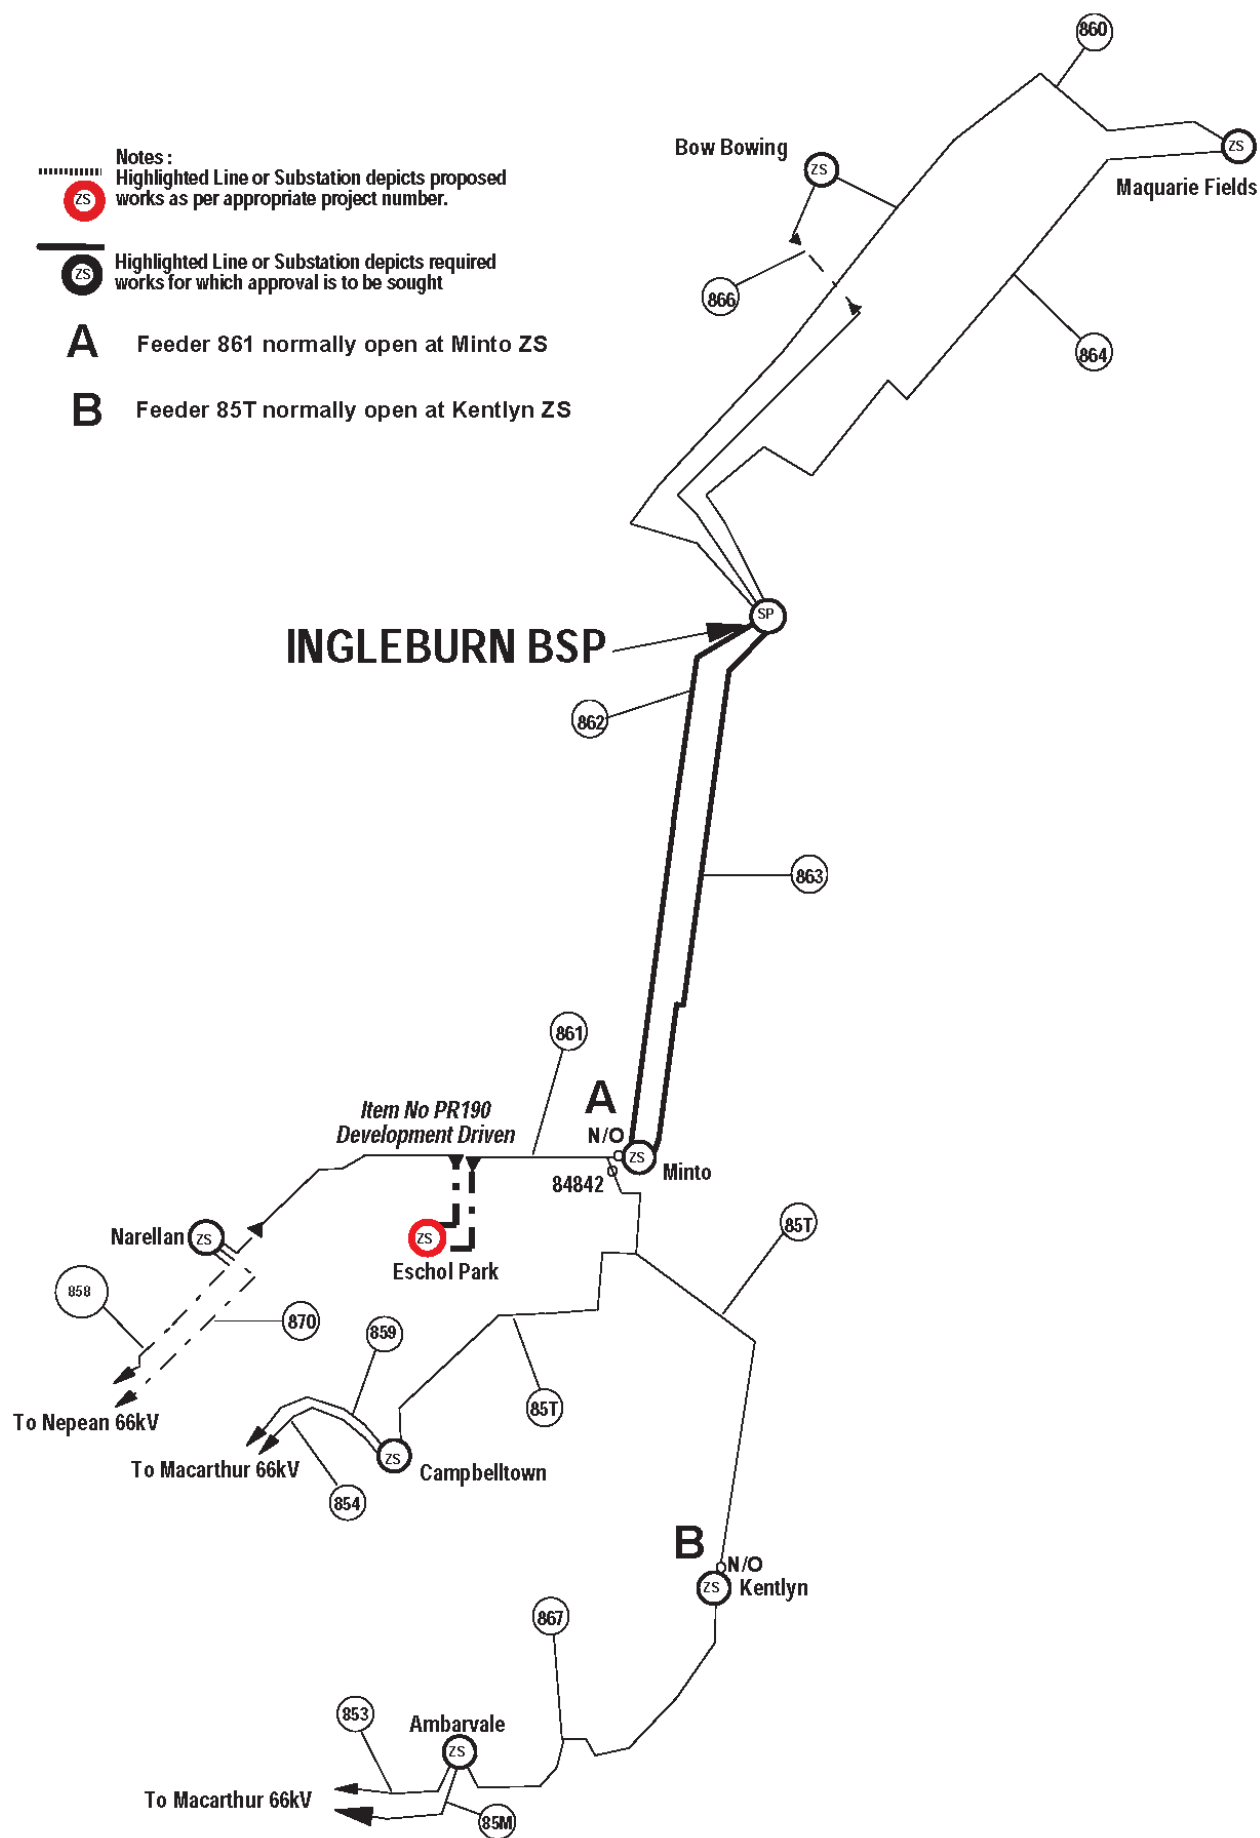 860
Notes :
Highlighted Line or Substation depicts proposed
works as per appropriate project number.
ZS
Bow Bowing
ZS
ZS
Maquarie Fields
Highlighted Line or Substation depicts required
works for which approval is to be sought
ZS
866
A Feeder 861 normally open at Minto ZS
864
B Feeder 85T normally open at Kentlyn ZS
SP
INGLEBURN BSP
862
863
861
A
Item No PR190
Development Driven
N/O
ZS
Minto
84842
85T
Narellan
ZS
ZS
Eschol Park
858
870
859
To Nepean 66kV
85T
To Macarthur 66kV
ZS
Campbelltown
854
B
N/O
ZS
Kentlyn
867
853
Ambarvale
ZS
To Macarthur 66kV
85M